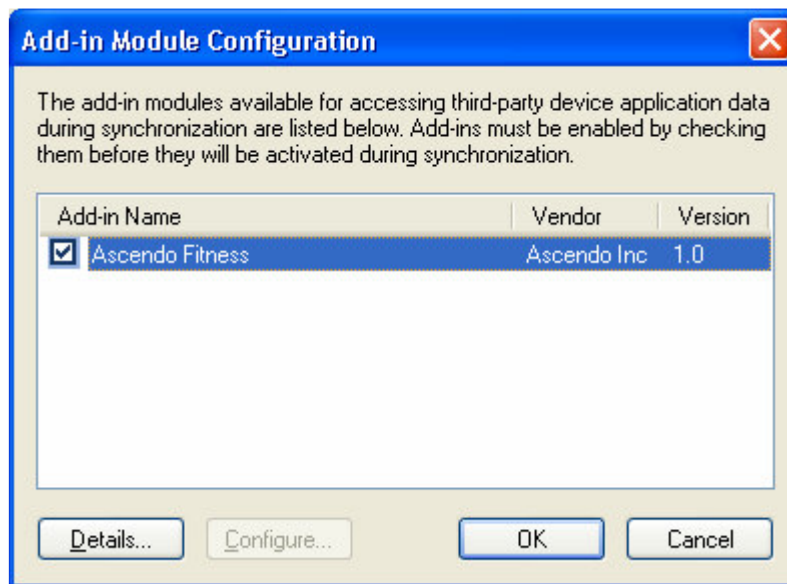 Add-in Module Configuration
The add-in modules available for accessing third-party device application data
during synchronization are listed below. Add-ins must be enabled by checking
them before they will be activated during synchronization.
Add-in Name Vendor Version
Ascendo Fitness Ascendo Inc 1.0
Details... Configure... OK Cancel